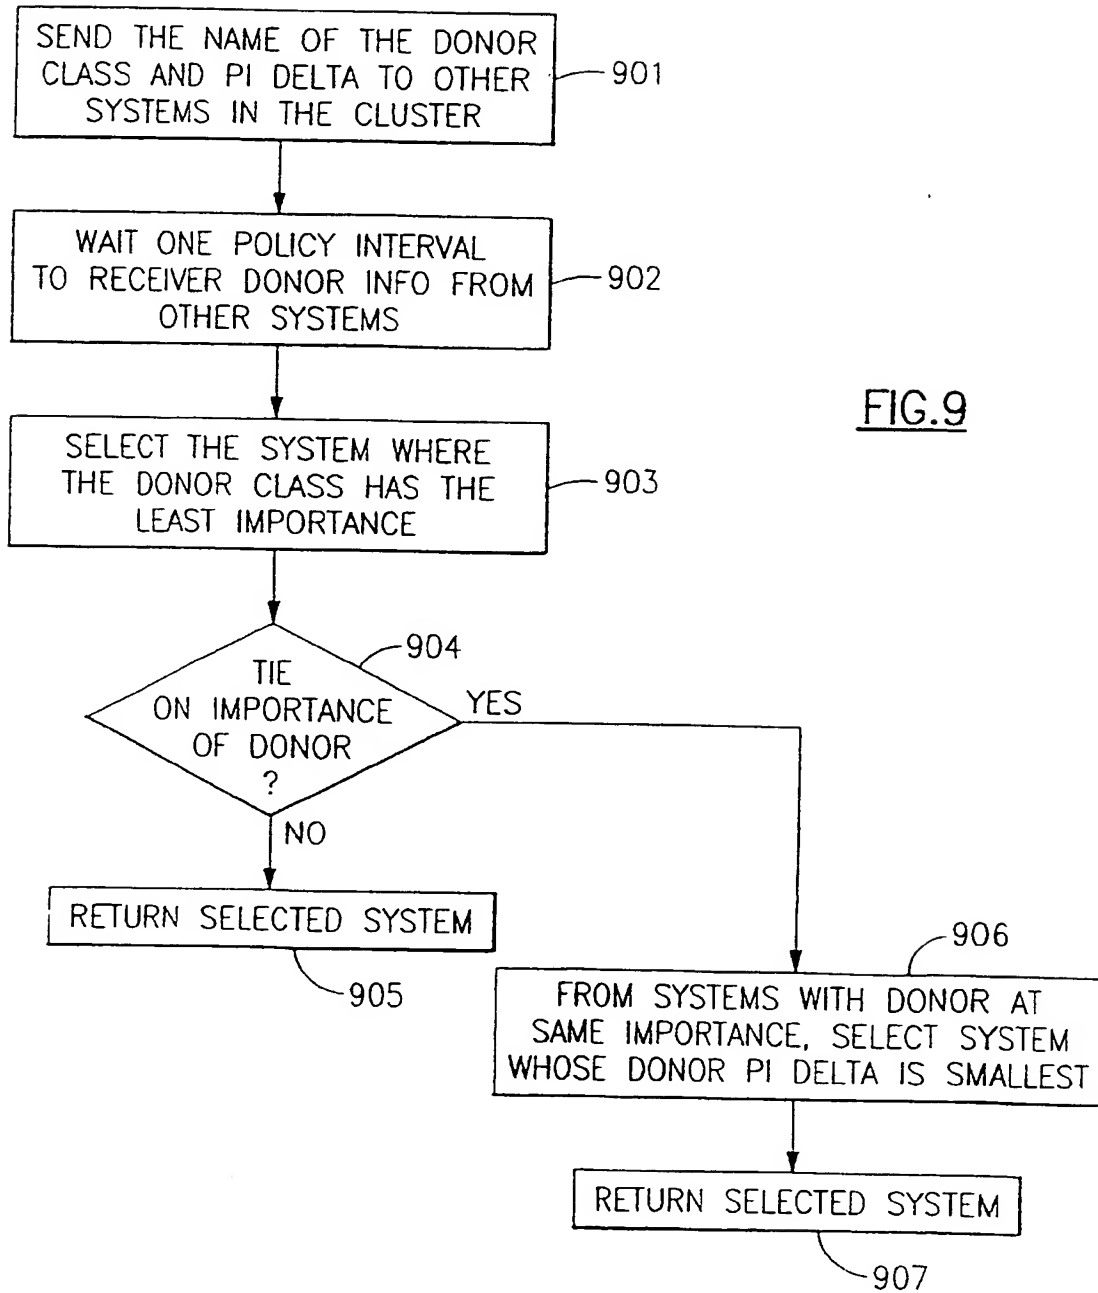 SEND THE NAME OF THE DONOR
CLASS AND PI DELTA TO OTHER
SYSTEMS IN THE CLUSTER
901
WAIT ONE POLICY INTERVAL
TO RECEIVER DONOR INFO FROM
OTHER SYSTEMS
902
FIG.9
SELECT THE SYSTEM WHERE
THE DONOR CLASS HAS THE
LEAST IMPORTANCE
903
904
TIE
ON IMPORTANCE
OF DONOR
?
YES
NO
RETURN SELECTED SYSTEM
905
906
FROM SYSTEMS WITH DONOR AT
SAME IMPORTANCE, SELECT SYSTEM
WHOSE DONOR PI DELTA IS SMALLEST
RETURN SELECTED SYSTEM
907